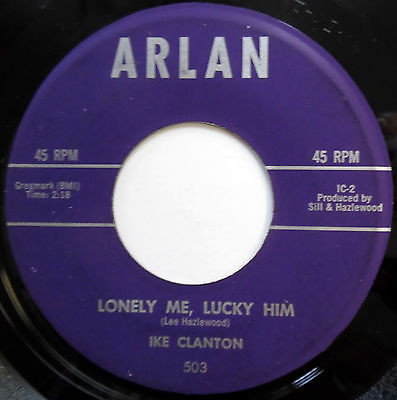 ARLAN
45 RPM
45 RPM
Gregmark (BMI)
Time: 2:18
IC-2
Produced by
Sill & Hazlewood
LONELY ME, LUCKY HIM
(Lee Hazlewood)
IKE CLANTON
503